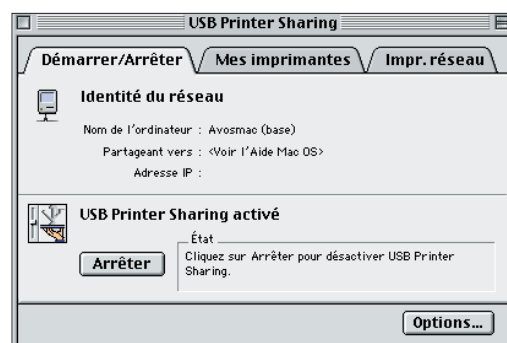 USB Printer Sharing
Démarrer/Arrêter
Mes imprimantes
Impr. réseau
Identité du réseau
Nom de l'ordinateur : Avosmac (base)
Partageant vers : <Voir l'Aide Mac OS>
Adresse IP :
USB Printer Sharing activé
État
Arrêter
Cliquez sur Arrêter pour désactiver USB Printer
Sharing.
Options...